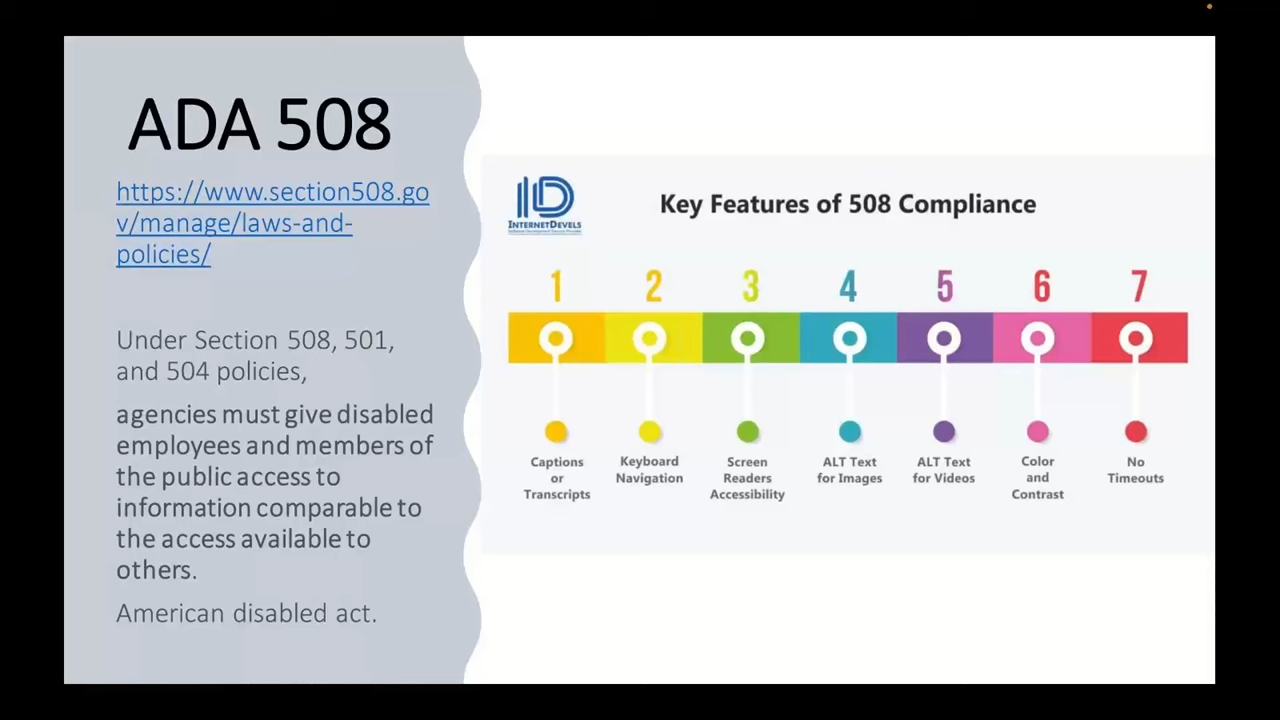 ADA 508
https://www.section508.go
v/manage/laws-and-
policies/
Under Section 508, 501,
and 504 policies,
agencies must give disabled
employees and members of
the public access to
information comparable to
the access available to
others.
American disabled act.
ID
INTERNETDEVELS
Key Features of 508 Compliance
1 2 3 4 5 6 7
Captions
or
Transcripts
Keyboard
Navigation
Screen
Readers
Accessibility
ALT Text
for Images
ALT Text
for Videos
Color
and
Contrast
No
Timeouts